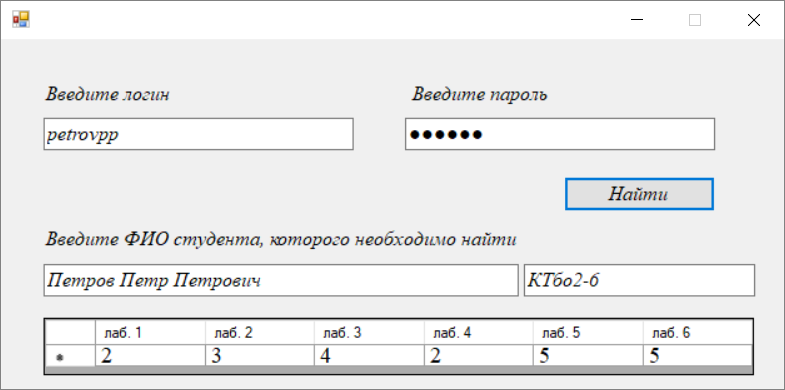 Введите логин Введите пароль
petrovpp ●●●●●●
Найти
Введите ФИО студента, которого необходимо найти
Петров Петр Петрович КТбо2-6
лаб. 1 лаб. 2 лаб. 3 лаб. 4 лаб. 5 лаб. 6
* 2 3 4 2 5 5